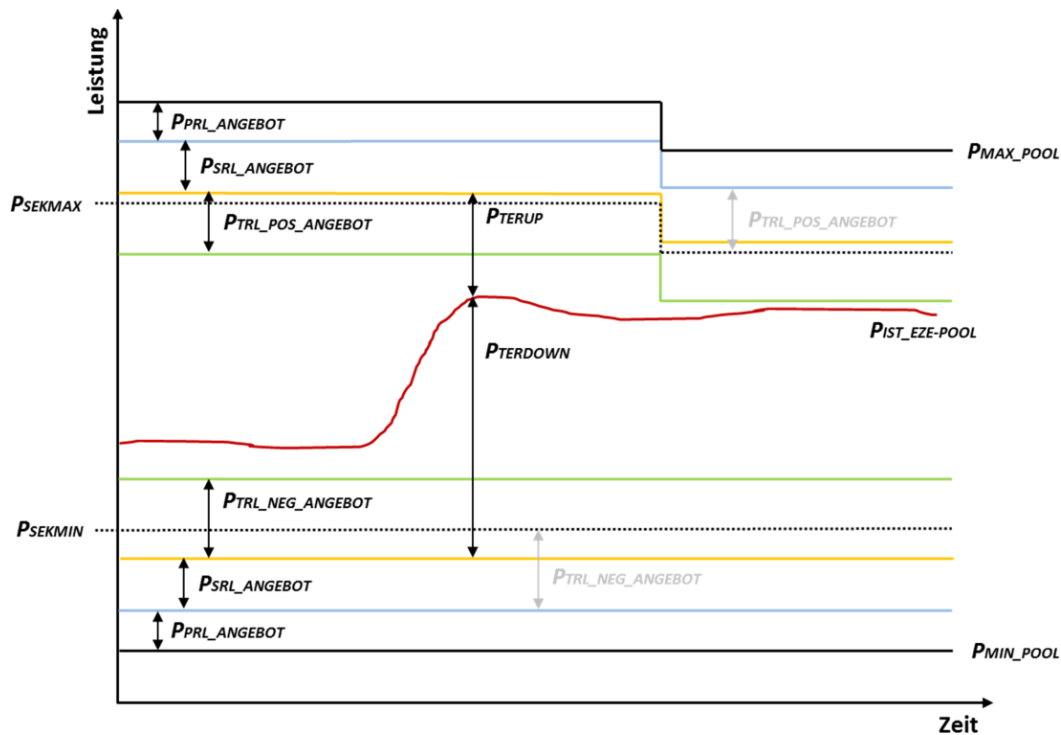 Leistung
PPRL_ANGEBOT
PMAX_POOL
PSRL_ANGEBOT
PSEKMAX
PTRL_POS_ANGEBOT
PTERUP
PTRL_POS_ANGEBOT
PIST_EZE-POOL
PTERDOWN
PTRL_NEG_ANGEBOT
PSEKMIN
PSRL_ANGEBOT
PTRL_NEG_ANGEBOT
PPRL_ANGEBOT
PMIN_POOL
Zeit